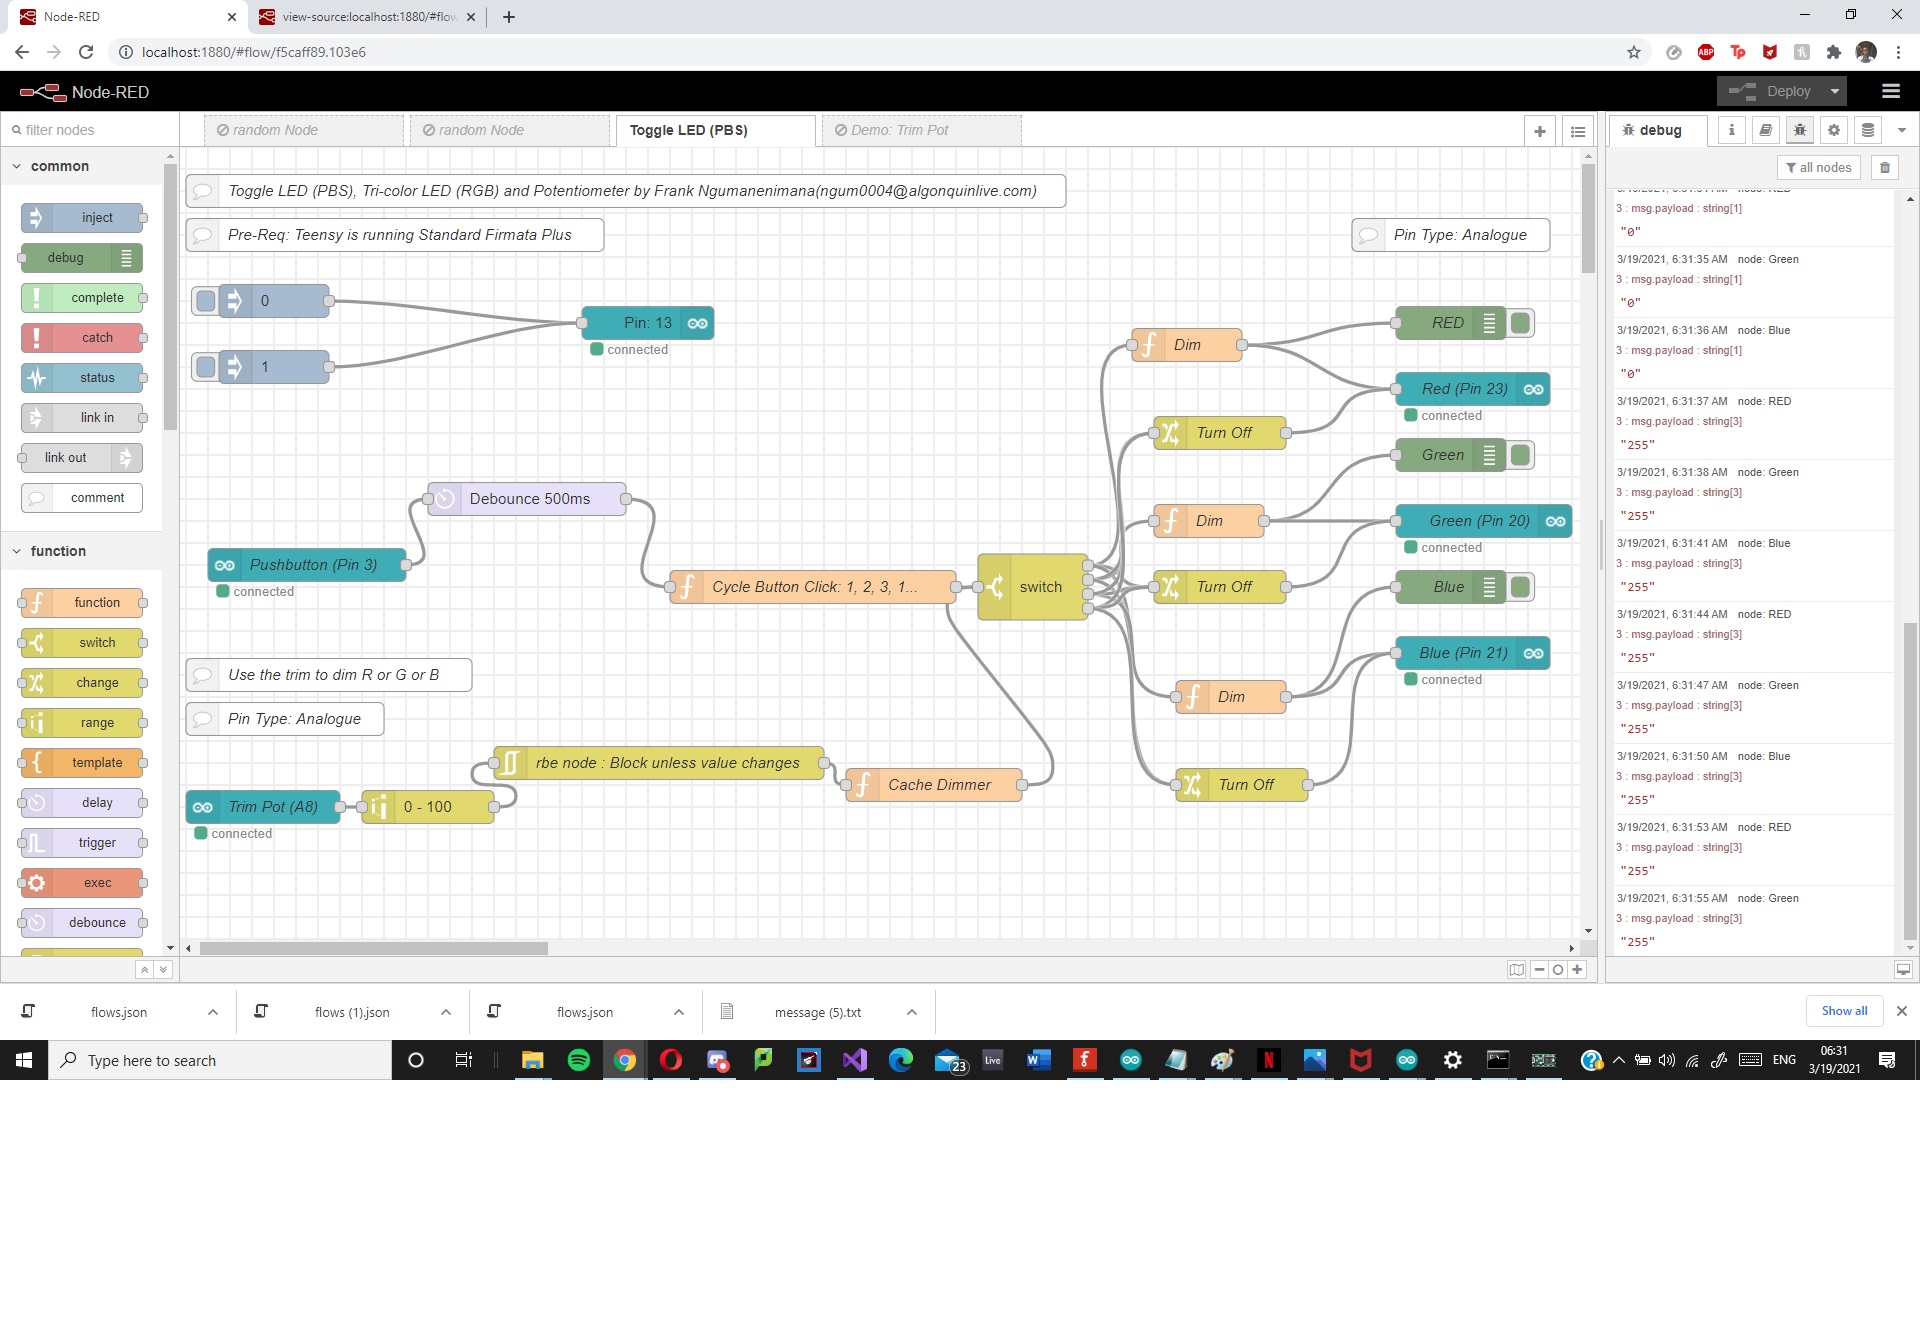 Node-RED
view-source:localhost:1880/#flow
localhost:1880/#flow/f5caff89.103e6
ABP
Tp
Node-RED
Deploy
filter nodes
random Node
random Node
Toggle LED (PBS)
Demo: Trim Pot
debug
all nodes
common
inject
debug
complete
catch
status
link in
link out
comment
function
function
switch
change
range
template
delay
trigger
exec
debounce
Toggle LED (PBS), Tri-color LED (RGB) and Potentiometer by Frank Ngumanenimana(ngum0004@algonquinlive.com)
Pre-Req: Teensy is running Standard Firmata Plus
Pin Type: Analogue
0
1
Pin: 13
connected
Dim
RED
Red (Pin 23)
connected
Turn Off
Green
Debounce 500ms
Dim
Green (Pin 20)
connected
Pushbutton (Pin 3)
connected
Cycle Button Click: 1, 2, 3, 1...
switch
Turn Off
Blue
Blue (Pin 21)
connected
Use the trim to dim R or G or B
Pin Type: Analogue
Dim
rbe node : Block unless value changes
Cache Dimmer
Turn Off
Trim Pot (A8)
connected
0 - 100
3 : msg.payload : string[1]
"0"
3/19/2021, 6:31:35 AM node: Green
3 : msg.payload : string[1]
"0"
3/19/2021, 6:31:36 AM node: Blue
3 : msg.payload : string[1]
"0"
3/19/2021, 6:31:37 AM node: RED
3 : msg.payload : string[3]
"255"
3/19/2021, 6:31:38 AM node: Green
3 : msg.payload : string[3]
"255"
3/19/2021, 6:31:41 AM node: Blue
3 : msg.payload : string[3]
"255"
3/19/2021, 6:31:44 AM node: RED
3 : msg.payload : string[3]
"255"
3/19/2021, 6:31:47 AM node: Green
3 : msg.payload : string[3]
"255"
3/19/2021, 6:31:50 AM node: Blue
3 : msg.payload : string[3]
"255"
3/19/2021, 6:31:53 AM node: RED
3 : msg.payload : string[3]
"255"
3/19/2021, 6:31:55 AM node: Green
3 : msg.payload : string[3]
"255"
flows.json
flows (1).json
flows.json
message (5).txt
Show all
Type here to search
23
Live
ENG
06:31
3/19/2021